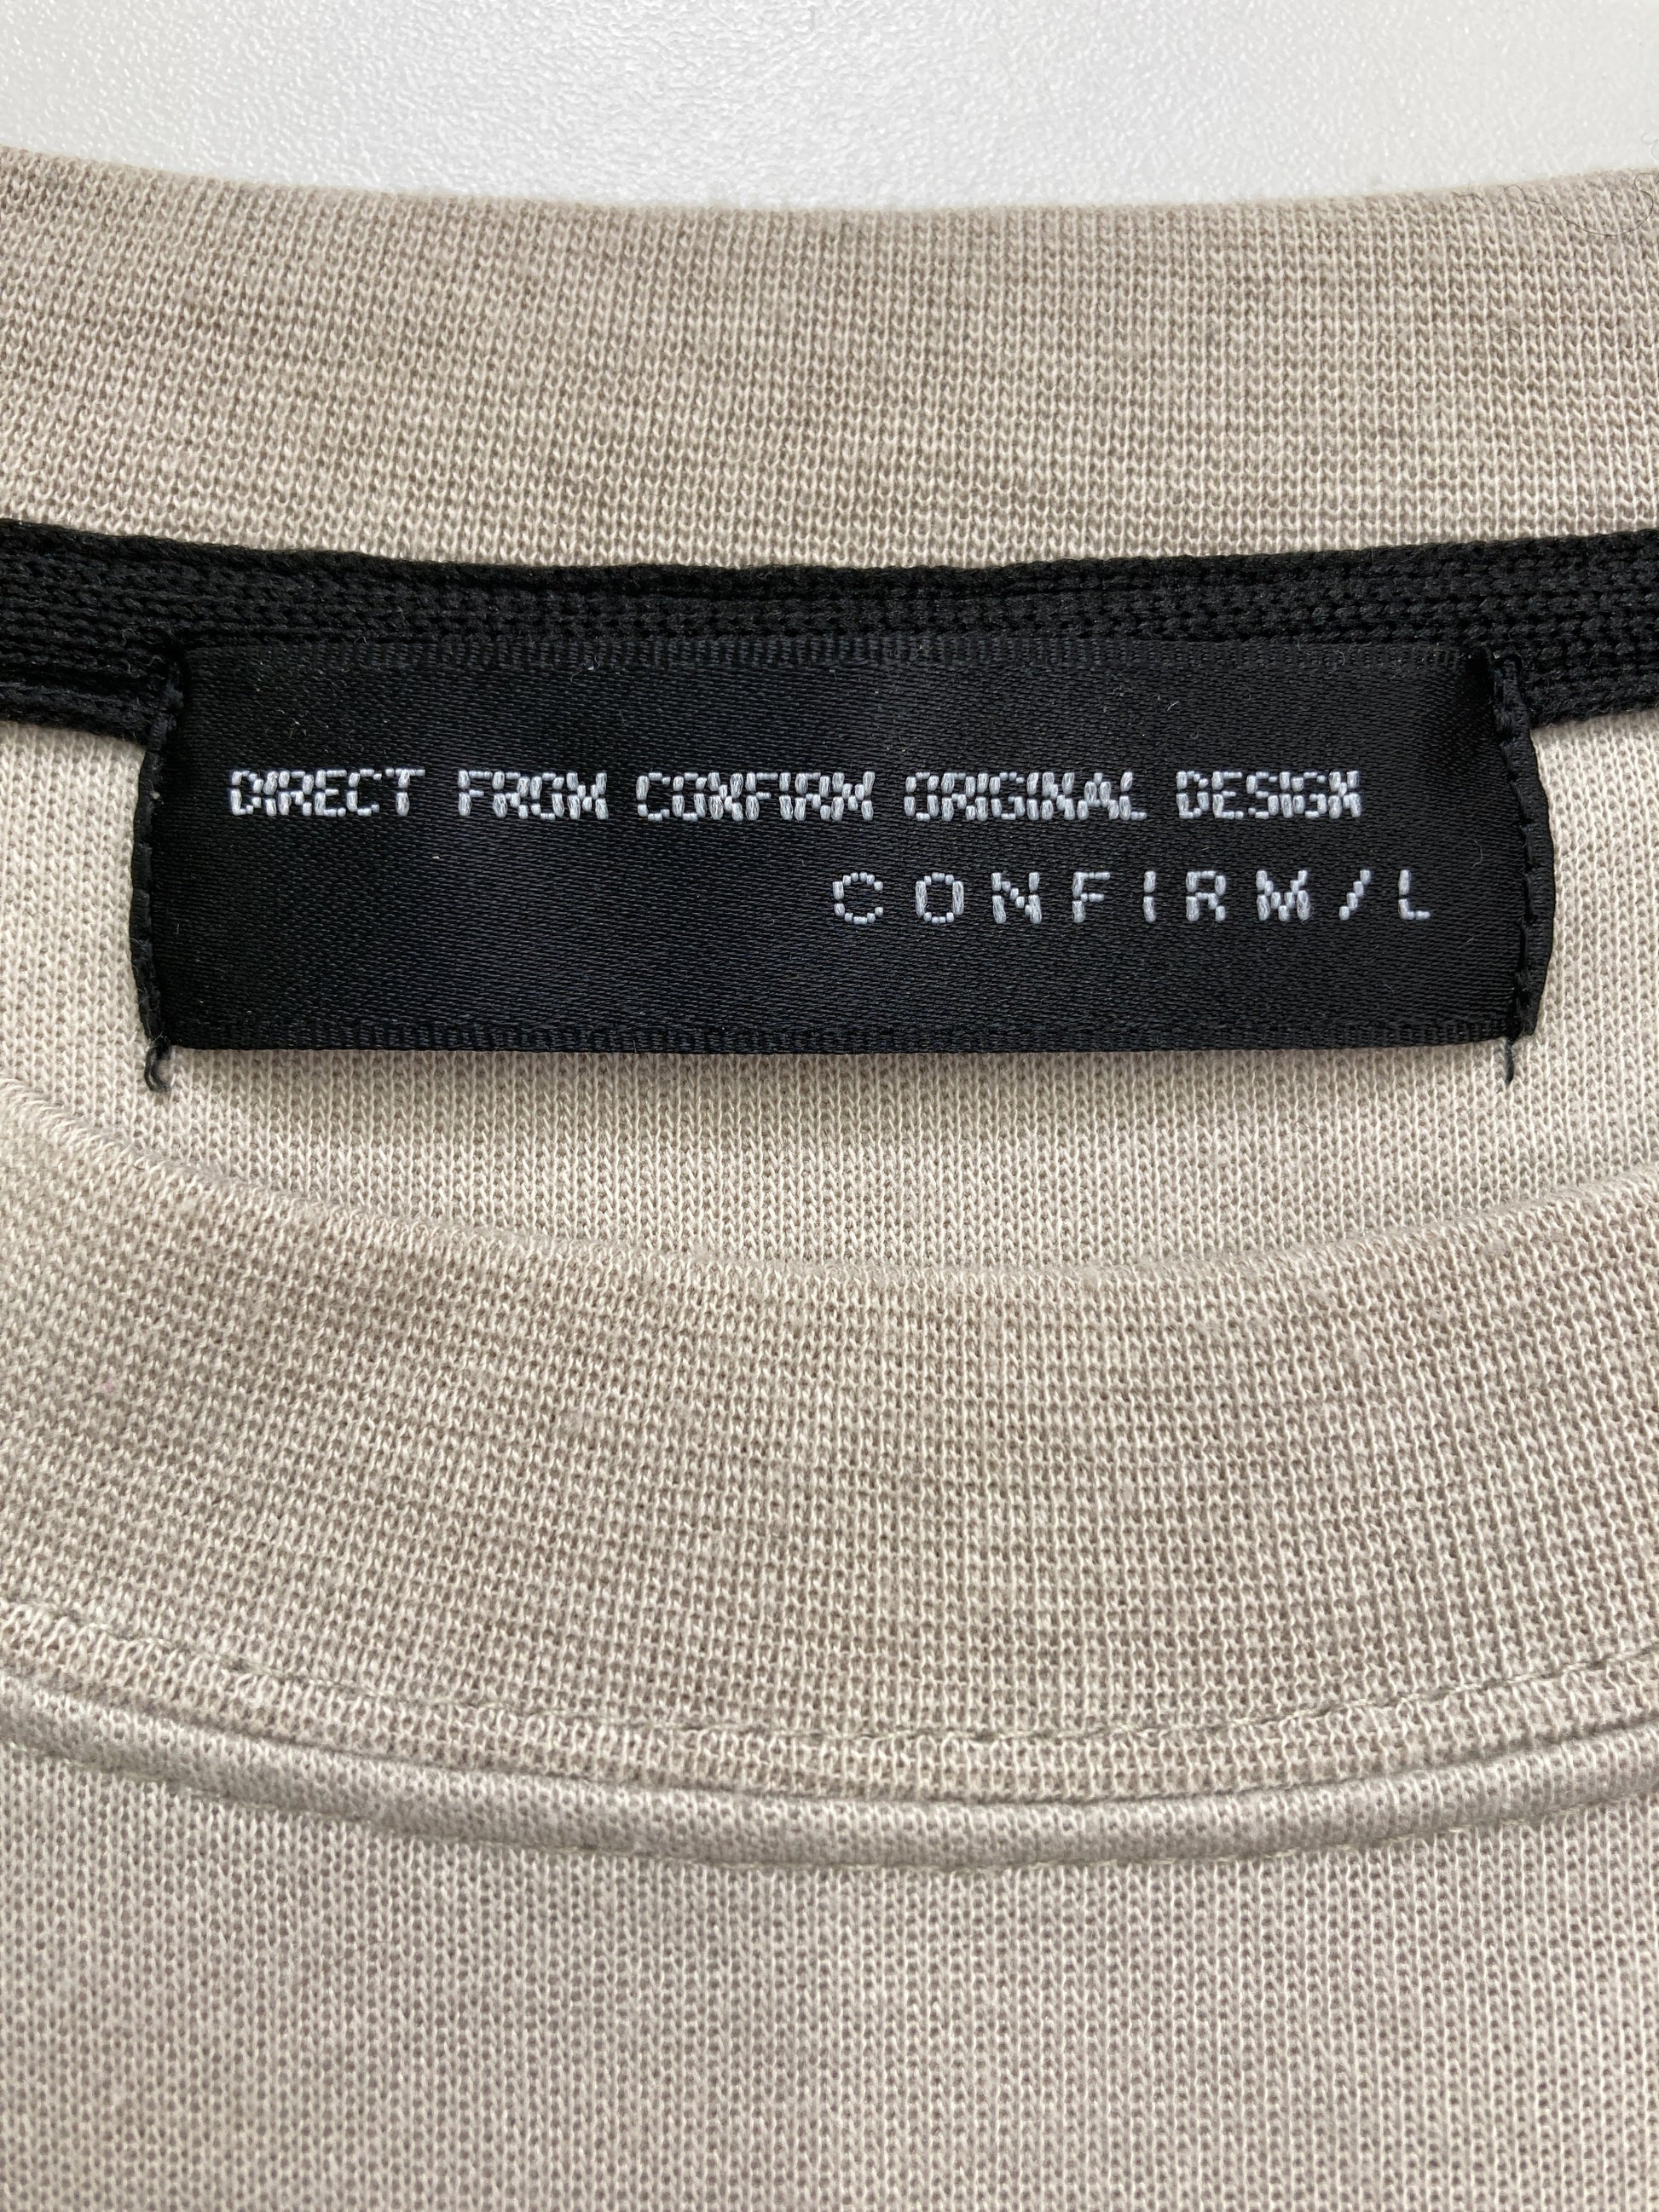 DIRECT FROM CONFIRM ORIGINAL DESIGN
CONFIRM/L